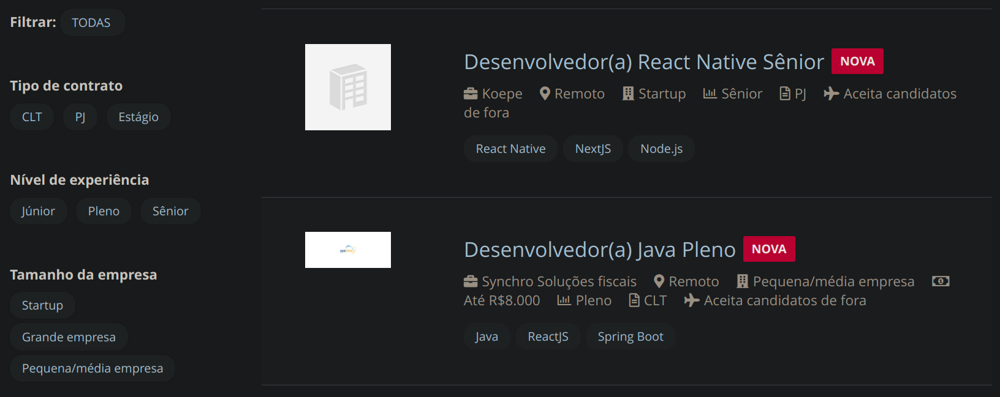 Filtrar: TODAS
Tipo de contrato
CLT PJ Estágio
Nível de experiência
Júnior Pleno Sênior
Tamanho da empresa
Startup
Grande empresa
Pequena/média empresa
Desenvolvedor(a) React Native Sênior NOVA
Koepe Remoto Startup Sênior PJ Aceita candidatos
de fora
React Native NextJS Node.js
Desenvolvedor(a) Java Pleno NOVA
Synchro Soluções fiscais Remoto Pequena/média empresa
Até R$8.000 Pleno CLT Aceita candidatos de fora
Java ReactJS Spring Boot